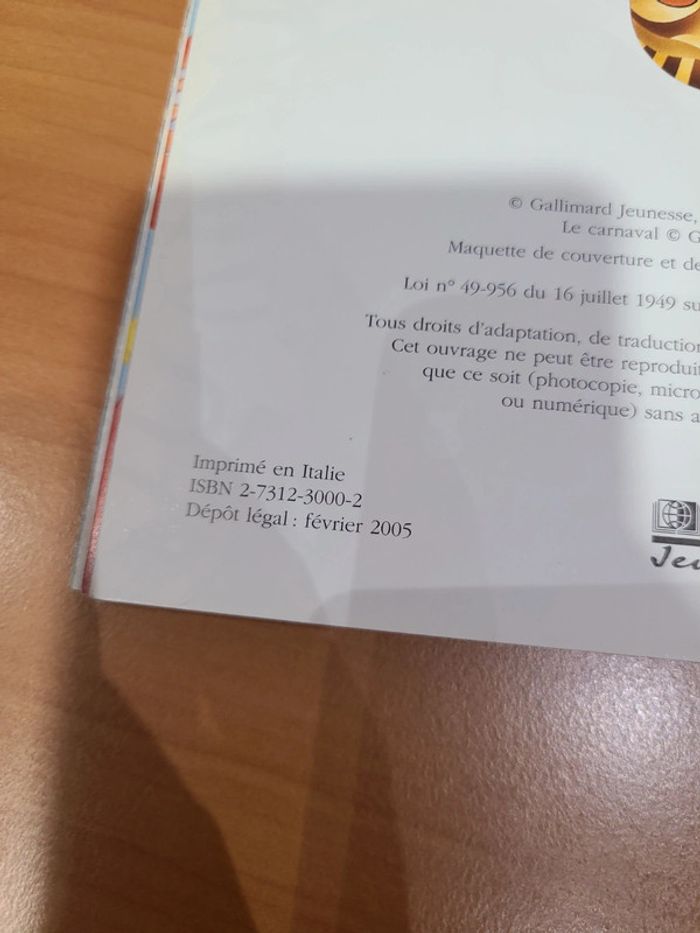 © Gallimard Jeunesse,
Le carnaval © G
Maquette de couverture et de
Loi n° 49-956 du 16 juillet 1949 su
Tous droits d'adaptation, de traduction
Cet ouvrage ne peut être reproduit
que ce soit (photocopie, micro
ou numérique) sans a
Imprimé en Italie
ISBN 2-7312-3000-2
Dépôt légal : février 2005
Jeu